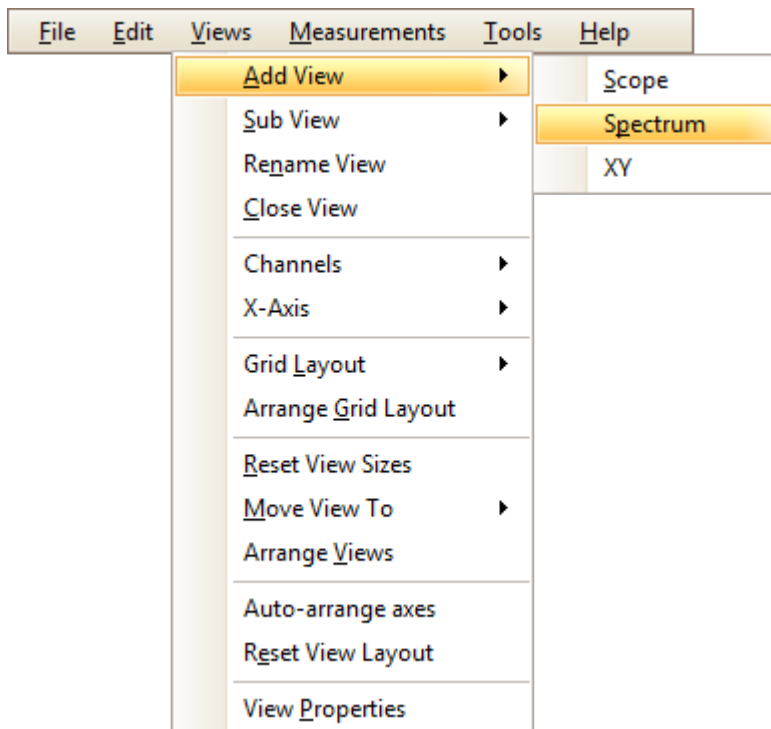 File Edit Views Measurements Tools Help
Add View
Scope
Sub View
Spectrum
Rename View
XY
Close View
Channels
X-Axis
Grid Layout
Arrange Grid Layout
Reset View Sizes
Move View To
Arrange Views
Auto-arrange axes
Reset View Layout
View Properties